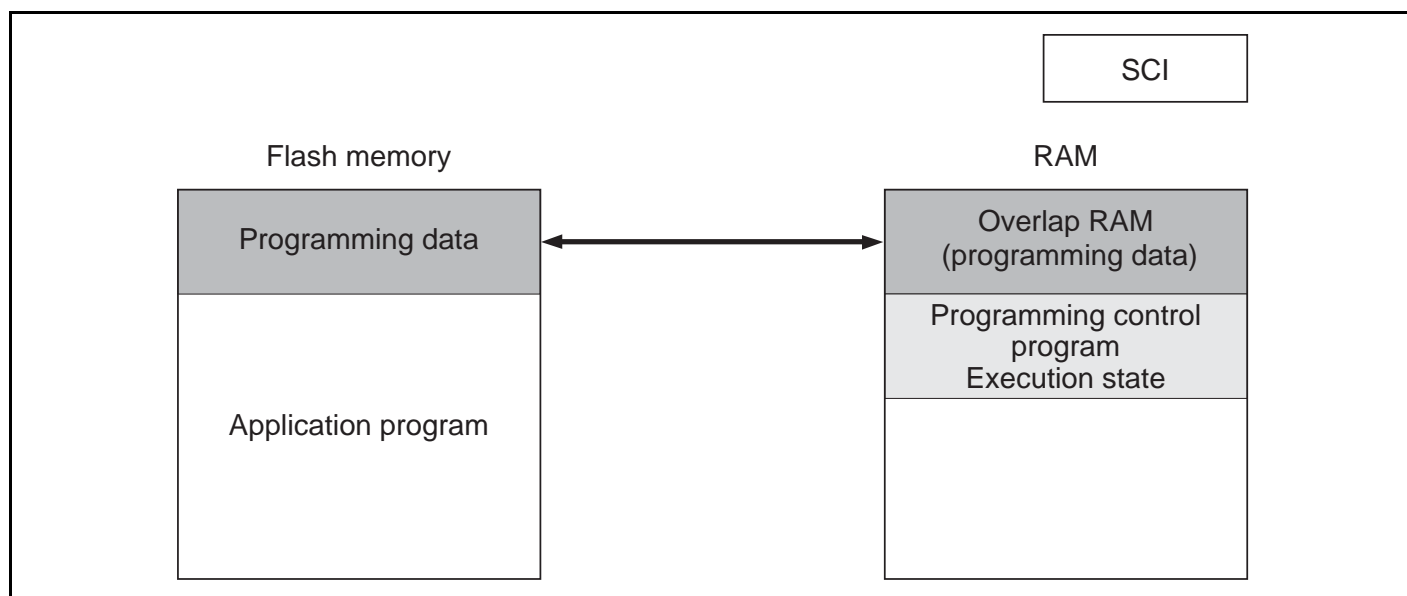 SCI
Flash memory
RAM
Programming data
Overlap RAM
(programming data)
Programming control
program
Execution state
Application program